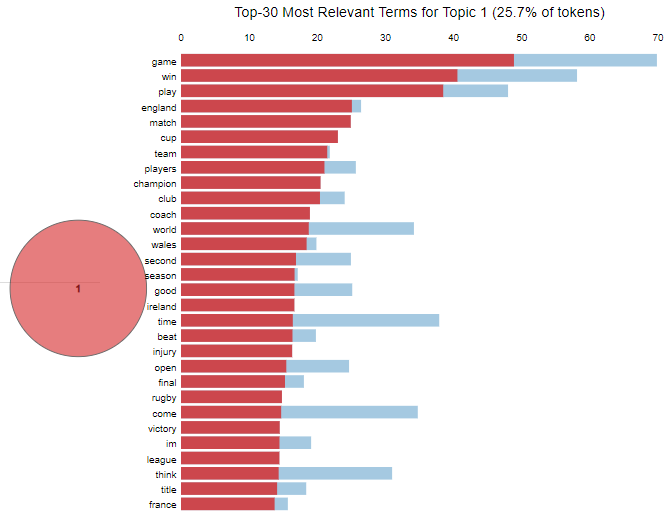 Top-30 Most Relevant Terms for Topic 1 (25.7% of tokens)
0 10 20 30 40 50 60 70
game
win
play
england
match
cup
team
players
champion
club
coach
world
wales
second
season
1
good
ireland
time
beat
injury
open
final
rugby
come
victory
im
league
think
title
france